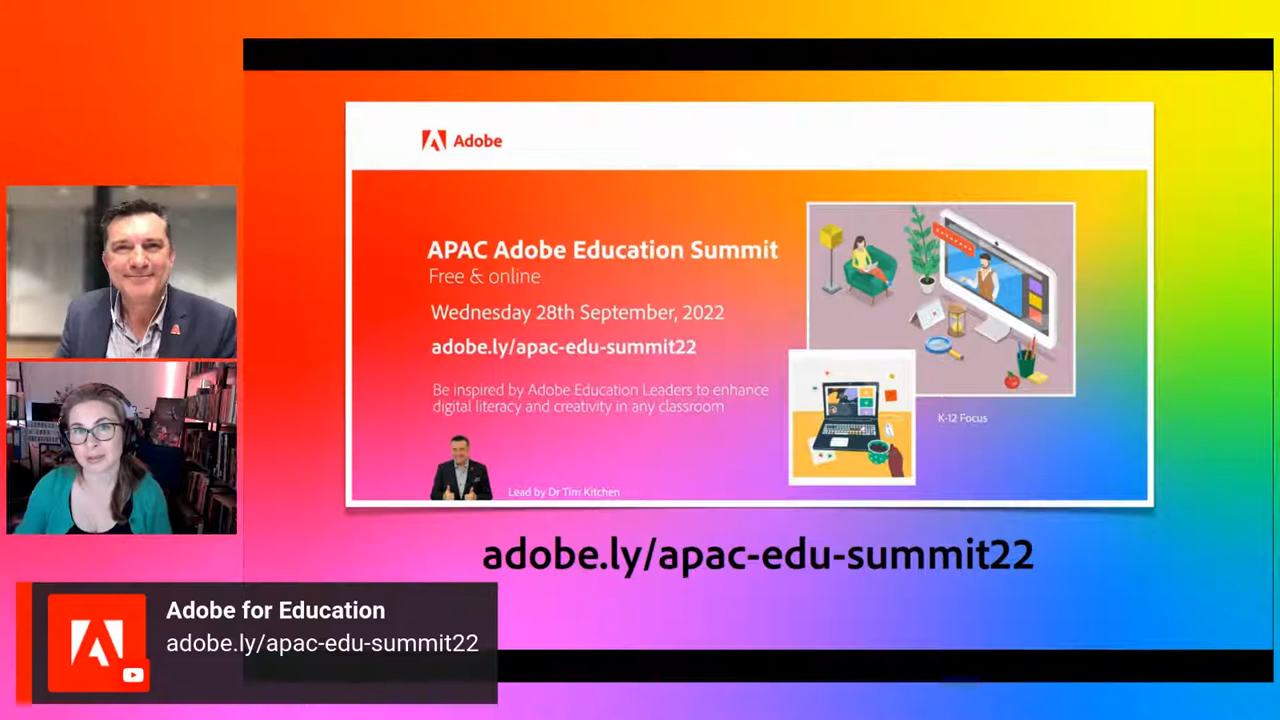 Adobe
APAC Adobe Education Summit
Free & online
Wednesday 28th September, 2022
adobe.ly/apac-edu-summit22
Be inspired by Adobe Education Leaders to enhance
digital literacy and creativity in any classroom
K-12 Focus
Lead by Dr Tim Kitchen
adobe.ly/apac-edu-summit22
Adobe for Education
adobe.ly/apac-edu-summit22